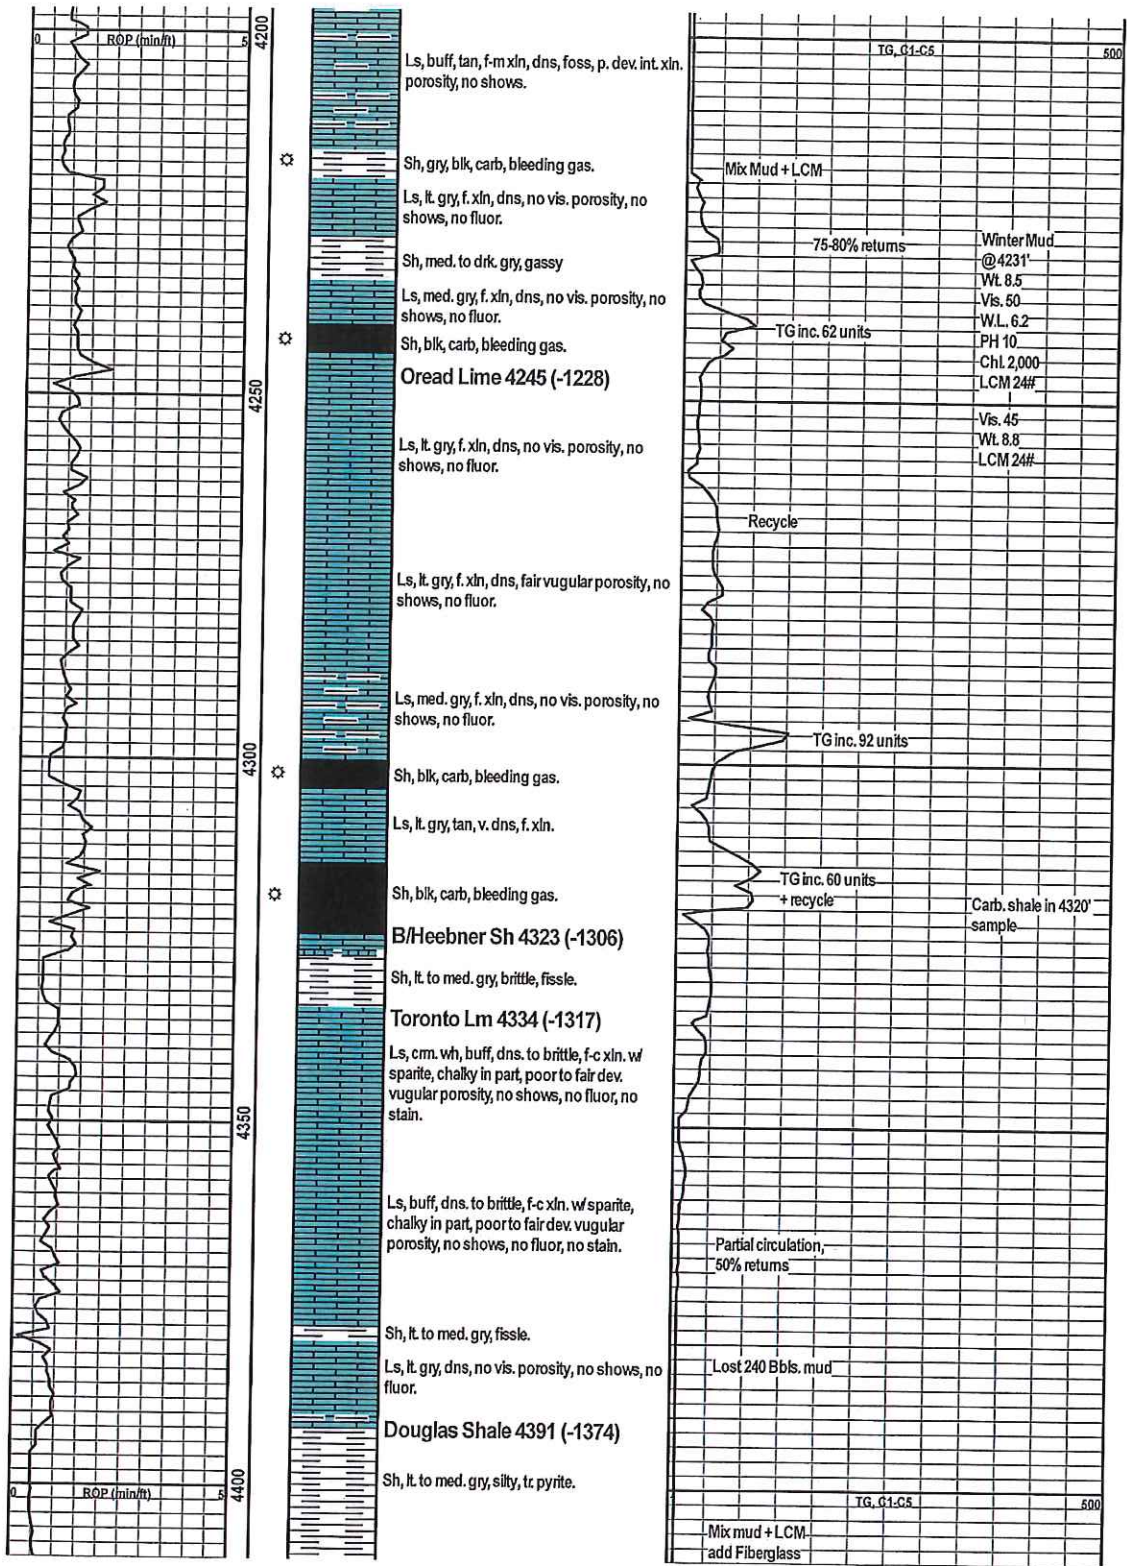 0 ROP (min/ft) 5
4200
TG, C1-C5 500
Ls, buff, tan, f-m xln, dns, foss, p. dev. int. xln.
porosity, no shows.
Sh, gry, blk, carb, bleeding gas.
Mix Mud + LCM
Ls, lt. gry, f. xln, dns, no vis. porosity, no
shows, no fluor.
75-80% returns
Winter Mud
@ 4231'
Wt. 8.5
Vis. 50
W.L. 6.2
PH 10
Chl. 2,000
LCM 24#
Sh, med. to drk. gry, gassy
Ls, med. gry, f. xln, dns, no vis. porosity, no
shows, no fluor.
TG inc. 62 units
Sh, blk, carb, bleeding gas.
Oread Lime 4245 (-1228)
4250
Vis. 45
Wt. 8.8
LCM 24#
Ls, lt. gry, f. xln, dns, no vis. porosity, no
shows, no fluor.
Recycle
Ls, lt. gry, f. xln, dns, fair vugular porosity, no
shows, no fluor.
Ls, med. gry, f. xln, dns, no vis. porosity, no
shows, no fluor.
TG inc. 92 units
4300
Sh, blk, carb, bleeding gas.
Ls, lt. gry, tan, v. dns, f. xln.
TG inc. 60 units
+ recycle
Sh, blk, carb, bleeding gas.
Carb. shale in 4320'
sample
B/Heebner Sh 4323 (-1306)
Sh, lt. to med. gry, brittle, fissle.
Toronto Lm 4334 (-1317)
Ls, crm. wh, buff, dns. to brittle, f-c xln. w/
sparite, chalky in part, poor to fair dev.
vugular porosity, no shows, no fluor, no
stain.
4350
Ls, buff, dns. to brittle, f-c xln. w/ sparite,
chalky in part, poor to fair dev. vugular
porosity, no shows, no fluor, no stain.
Partial circulation,
50% returns
Sh, lt. to med. gry, fissle.
Ls, lt. gry, dns, no vis. porosity, no shows, no
fluor.
Lost 240 Bbls. mud
Douglas Shale 4391 (-1374)
Sh, lt. to med. gry, silty, tr. pyrite.
4400
0 ROP (min/ft) 5
TG, C1-C5 500
Mix mud + LCM
add Fiberglass